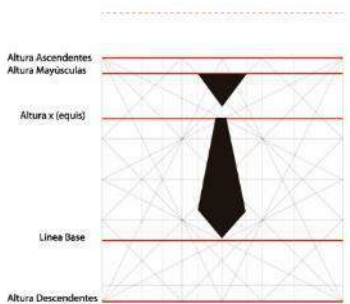 Altura Ascendentes
Altura Mayúsculas
Altura x (equis)
Línea Base
Altura Descendentes